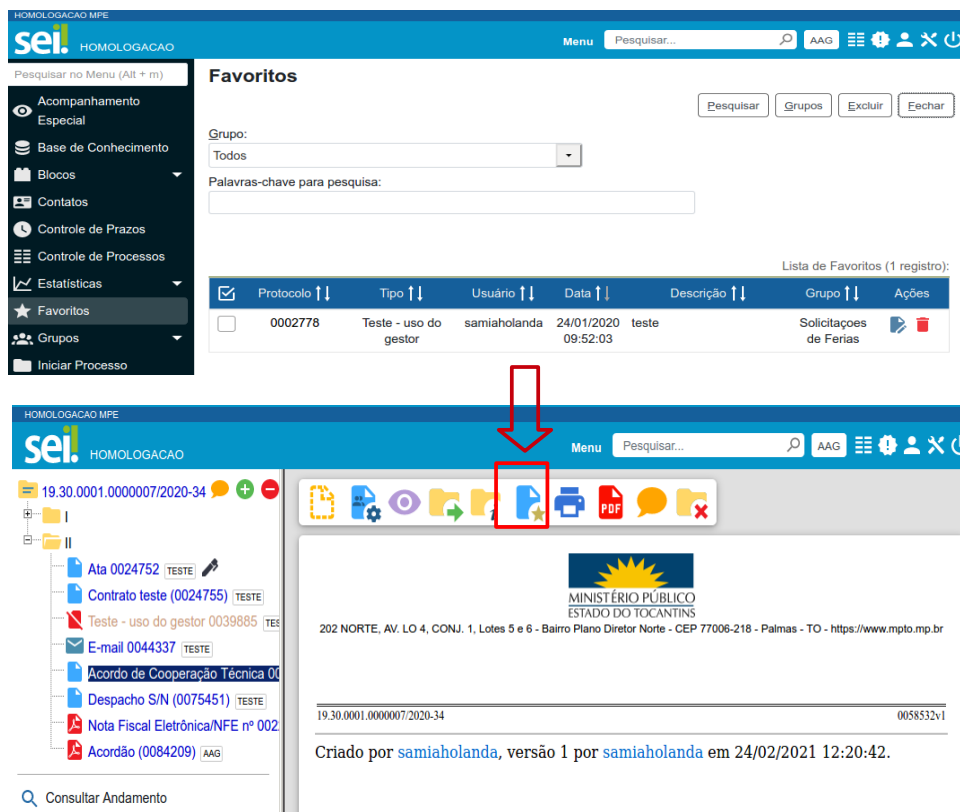 HOMOLOGACAO MPE
sei! HOMOLOGACAO
Menu Pesquisar... AAG
Pesquisar no Menu (Alt + m)
Acompanhamento
Especial
Base de Conhecimento
Blocos
Contatos
Controle de Prazos
Controle de Processos
Estatísticas
Favoritos
Grupos
Iniciar Processo
Favoritos
Pesquisar Grupos Excluir Fechar
Grupo:
Todos
Palavras-chave para pesquisa:
Lista de Favoritos (1 registro):
Protocolo Tipo Usuário Data Descrição Grupo Ações
0002778 Teste - uso do samiaholanda 24/01/2020 teste Solicitaçoes
gestor 09:52:03 de Ferias
HOMOLOGACAO MPE
sei! HOMOLOGACAO
Menu Pesquisar... AAG
19.30.0001.0000007/2020-34
I
II
Ata 0024752 TESTE
Contrato teste (0024755) TESTE
Teste - uso do gestor 0039885 TES
E-mail 0044337 TESTE
Acordo de Cooperação Técnica 00
Despacho S/N (0075451) TESTE
Nota Fiscal Eletrônica/NFE nº 002
Acordão (0084209) AAG
Consultar Andamento
PDF
MINISTÉRIO PÚBLICO
ESTADO DO TOCANTINS
202 NORTE, AV. LO 4, CONJ. 1, Lotes 5 e 6 - Bairro Plano Diretor Norte - CEP 77006-218 - Palmas - TO - https://www.mpto.mp.br
19.30.0001.0000007/2020-34 0058532v1
Criado por samiaholanda, versão 1 por samiaholanda em 24/02/2021 12:20:42.